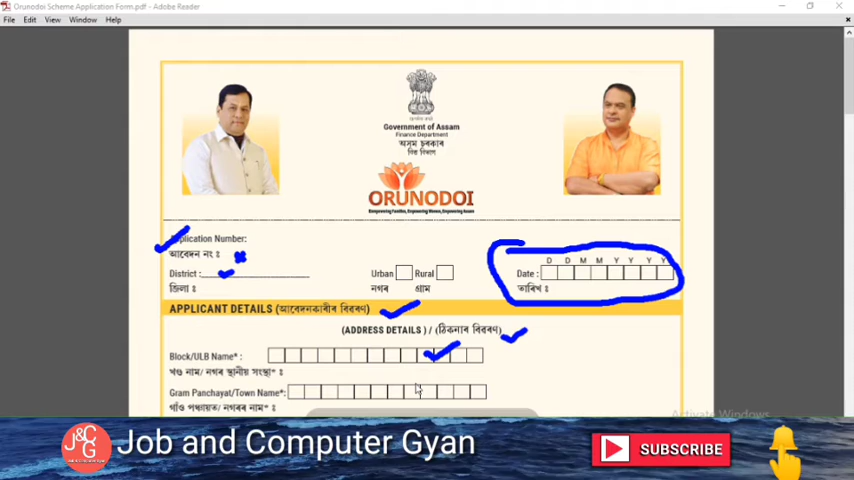 Orunodoi Scheme Application Form.pdf - Adobe Reader
File Edit View Window Help
Government of Assam
Finance Department
অসম চৰকাৰ
বিত্ত বিভাগ
ORUNODOI
Empowering Families, Empowering Women, Empowering Assam
Application Number:
আবেদন নং ঃ
D D M M Y Y Y Y
District : Urban Rural Date :
জিলা ঃ নগৰ গ্ৰাম তাৰিখ ঃ
APPLICANT DETAILS (আবেদনকাৰীৰ বিৱৰণ)
(ADDRESS DETAILS) / (ঠিকনাৰ বিৱৰণ)
Block/ULB Name* :
খণ্ড নাম/ নগৰ স্থানীয় সংস্থা* ঃ
Gram Panchayat/Town Name* :
গাঁও পঞ্চায়ত/ নগৰৰ নাম* ঃ
Activate Windows
J&G
C
Job and Computer Gyan
SUBSCRIBE